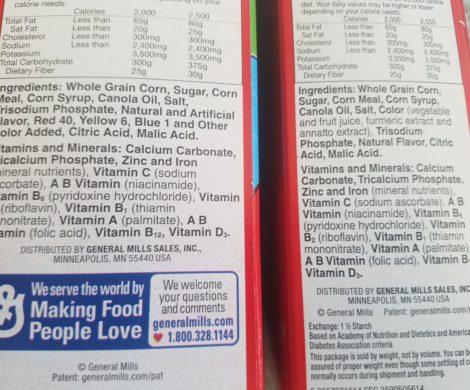 calorie needs:
Calories 2,000 2,500
Total Fat Less than 65g 80g
Sat Fat Less than 20g 25g
Cholesterol Less than 300mg 300mg
Sodium Less than 2,400mg 2,400mg
Potassium 3,500mg 3,500mg
Total Carbohydrate 300g 375g
Dietary Fiber 25g 30g
Ingredients: Whole Grain Corn, Sugar, Corn
Meal, Corn Syrup, Canola Oil, Salt,
Trisodium Phosphate, Natural and Artificial
Flavor, Red 40, Yellow 6, Blue 1 and Other
Color Added, Citric Acid, Malic Acid.
Vitamins and Minerals: Calcium Carbonate,
Tricalcium Phosphate, Zinc and Iron
(mineral nutrients), Vitamin C (sodium
ascorbate), A B Vitamin (niacinamide),
Vitamin B6 (pyridoxine hydrochloride), Vitamin
(riboflavin), Vitamin B1 (thiamin
mononitrate), Vitamin A (palmitate), A B
Vitamin (folic acid), Vitamin B12, Vitamin D3.
DISTRIBUTED BY GENERAL MILLS SALES, INC.,
MINNEAPOLIS, MN 55440 USA
We serve the world by
Making Food
People Love
We welcome
your questions
and comments
generalmills.com
1.800.328.1144
© General Mills
Patent: generalmills.com/pat
diet. Your daily values may be higher or lower
depending on your calorie needs:
Calories 2,000 2,500
Total Fat Less than 65g 80g
Sat Fat Less than 20g 25g
Cholesterol Less than 300mg 300mg
Sodium Less than 2,400mg 2,400mg
Potassium 3,500mg 3,500mg
Total Carbohydrate 300g 375g
Dietary Fiber 25g 30g
Ingredients: Whole Grain Corn,
Sugar, Corn Meal, Corn Syrup,
Canola Oil, Salt, Color (vegetable
and fruit juice, turmeric extract and
annatto extract), Trisodium
Phosphate, Natural Flavor, Citric
Acid, Malic Acid.
Vitamins and Minerals: Calcium
Carbonate, Tricalcium Phosphate,
Zinc and Iron (mineral nutrients),
Vitamin C (sodium ascorbate), A B
Vitamin (niacinamide), Vitamin B6
(pyridoxine hydrochloride), Vitamin
B2 (riboflavin), Vitamin B1 (thiamin
mononitrate), Vitamin A (palmitate)
A B Vitamin (folic acid), Vitamin B
Vitamin D3.
DISTRIBUTED BY GENERAL MILLS SALES, INC.,
MINNEAPOLIS, MN 55440 USA
Exchange: 1 ½ Starch
Based on Academy of Nutrition and Dietetics and America
Diabetes Association criteria
This package is sold by weight, not by volume. You can b
assured of proper weight even though some settling of c
normally occurs during shipment and handling.
© General Mills
Patent: generalmills.com/pat